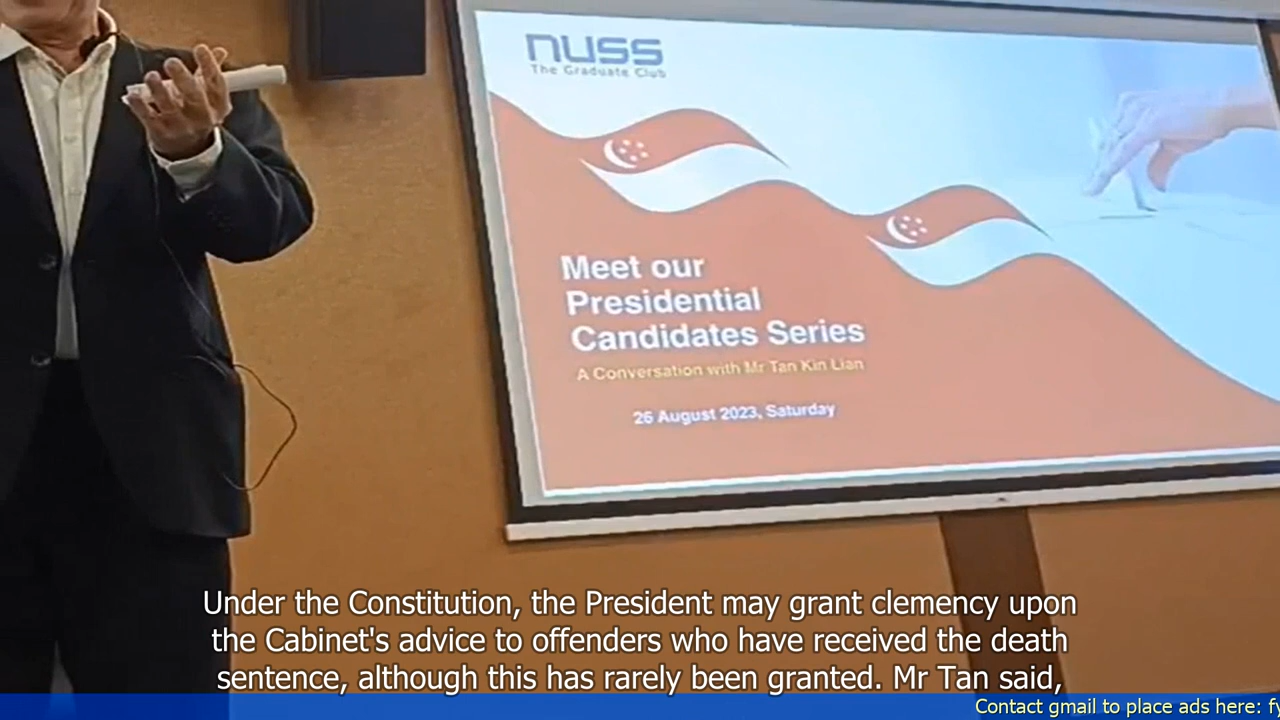 nuss
The Graduate Club
Meet our
Presidential
Candidates Series
A Conversation with Mr Tan Kin Lian
26 August 2023, Saturday
Under the Constitution, the President may grant clemency upon
the Cabinet's advice to offenders who have received the death
sentence, although this has rarely been granted. Mr Tan said,
Contact gmail to place ads here: